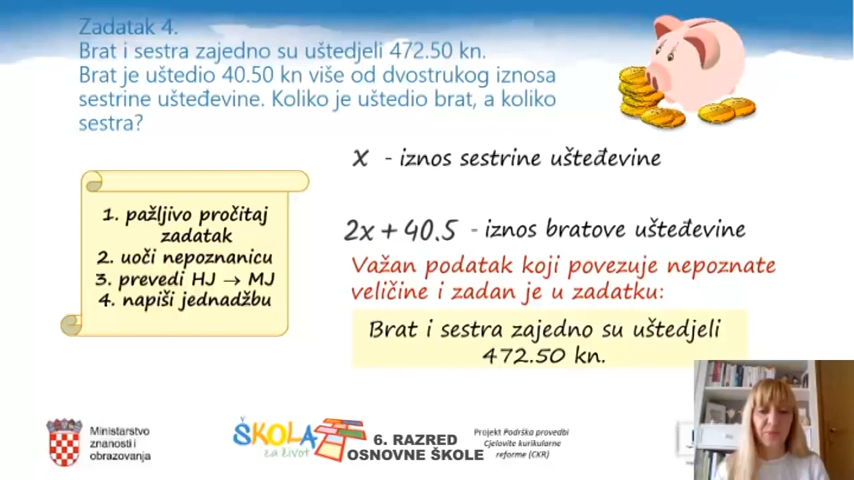 Zadatak 4.
Brat i sestra zajedno su uštedjeli 472.50 kn.
Brat je uštedio 40.50 kn više od dvostrukog iznosa
sestrine ušteđevine. Koliko je uštedio brat, a koliko
sestra?
x - iznos sestrine ušteđevine
1. pažljivo pročitaj
zadatak
2. uoči nepoznanicu
3. prevedi HJ → MJ
4. napiši jednadžbu
2x + 40.5 - iznos bratove ušteđevine
Važan podatak koji povezuje nepoznate
veličine i zadan je u zadatku:
Brat i sestra zajedno su uštedjeli
472.50 kn.
Ministarstvo
znanosti i
obrazovanja
ŠKOLA
za život
6. RAZRED
OSNOVNE ŠKOLE
Projekt Podrška provedbi
Cjelovite kurikularne
reforme (CKR)